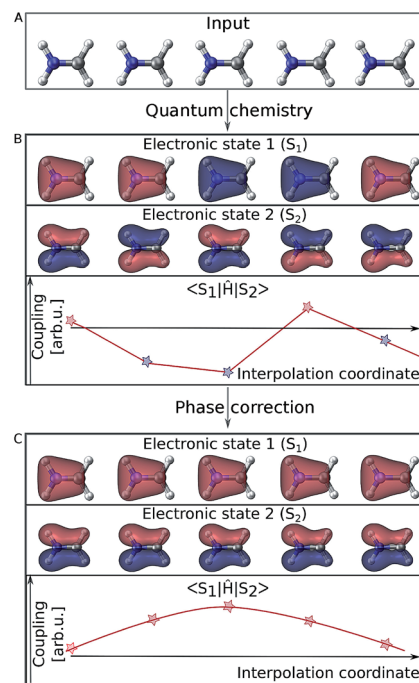 A
Input
Quantum chemistry
B
Electronic state 1 (S₁)
Electronic state 2 (S₂)
<S₁|Ĥ|S₂>
Coupling
[arb.u.]
Interpolation coordinate
Phase correction
C
Electronic state 1 (S₁)
Electronic state 2 (S₂)
<S₁|Ĥ|S₂>
Coupling
[arb.u.]
Interpolation coordinate